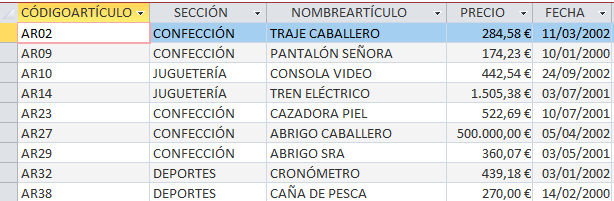 CÓDIGOARTÍCULO SECCIÓN NOMBREARTÍCULO PRECIO FECHA
AR02 CONFECCIÓN TRAJE CABALLERO 284,58 € 11/03/2002
AR09 CONFECCIÓN PANTALÓN SEÑORA 174,23 € 10/01/2000
AR10 JUGUETERÍA CONSOLA VIDEO 442,54 € 24/09/2002
AR14 JUGUETERÍA TREN ELÉCTRICO 1.505,38 € 03/07/2001
AR23 CONFECCIÓN CAZADORA PIEL 522,69 € 10/07/2001
AR27 CONFECCIÓN ABRIGO CABALLERO 500.000,00 € 05/04/2002
AR29 CONFECCIÓN ABRIGO SRA 360,07 € 03/05/2001
AR32 DEPORTES CRONÓMETRO 439,18 € 03/01/2002
AR38 DEPORTES CAÑA DE PESCA 270,00 € 14/02/2000